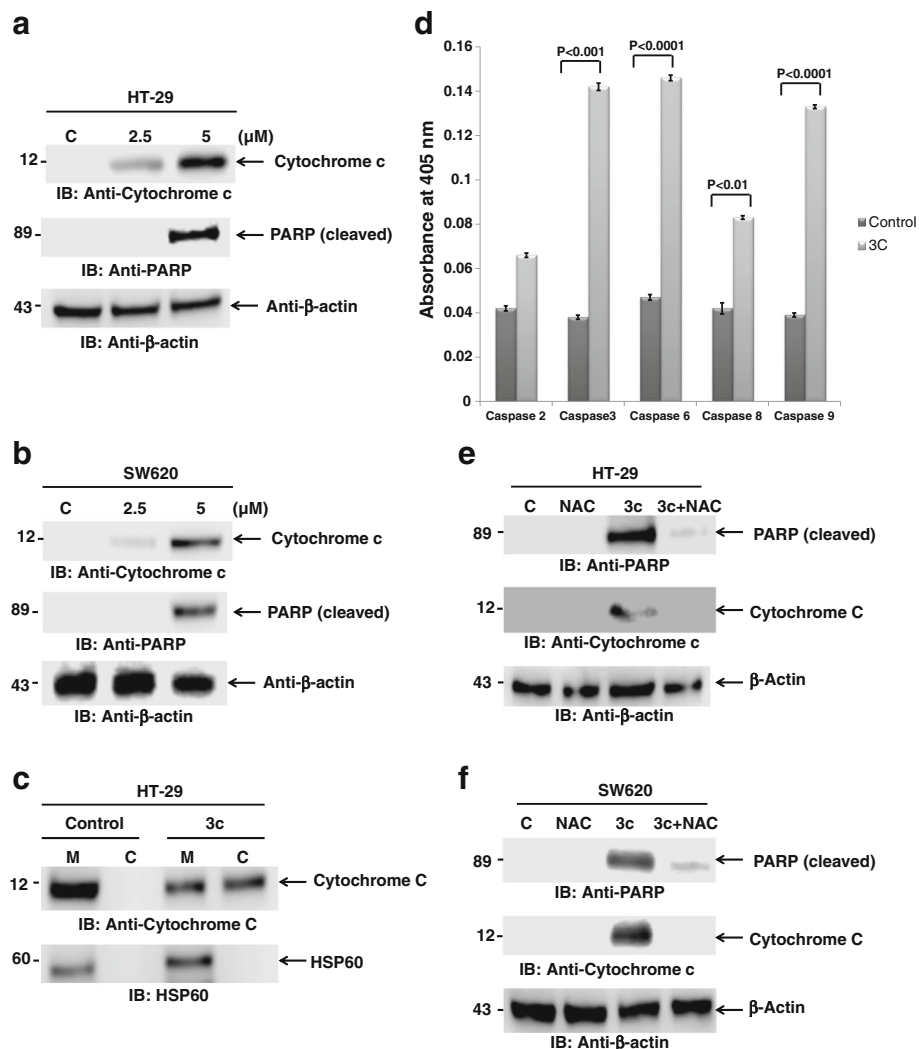 a
HT-29
C 2.5 5 (μM)
12 Cytochrome c
IB: Anti-Cytochrome c
89 PARP (cleaved)
IB: Anti-PARP
43 Anti-β-actin
IB: Anti-β-actin
b
SW620
C 2.5 5 (μM)
12 Cytochrome c
IB: Anti-Cytochrome c
89 PARP (cleaved)
IB: Anti-PARP
43 Anti-β-actin
IB: Anti-β-actin
c
HT-29
Control 3c
M C M C
12 Cytochrome C
IB: Anti-Cytochrome C
60 HSP60
IB: HSP60
d
Absorbance at 405 nm
0.16
0.14
0.12
0.1
0.08
0.06
0.04
0.02
0
P<0.001
P<0.0001
P<0.01
P<0.0001
Control
3C
Caspase 2 Caspase3 Caspase 6 Caspase 8 Caspase 9
e
HT-29
C NAC 3c 3c+NAC
89 PARP (cleaved)
IB: Anti-PARP
12 Cytochrome C
IB: Anti-Cytochrome c
43 β-Actin
IB: Anti-β-actin
f
SW620
C NAC 3c 3c+NAC
89 PARP (cleaved)
IB: Anti-PARP
12 Cytochrome C
IB: Anti-Cytochrome c
43 β-Actin
IB: Anti-β-actin